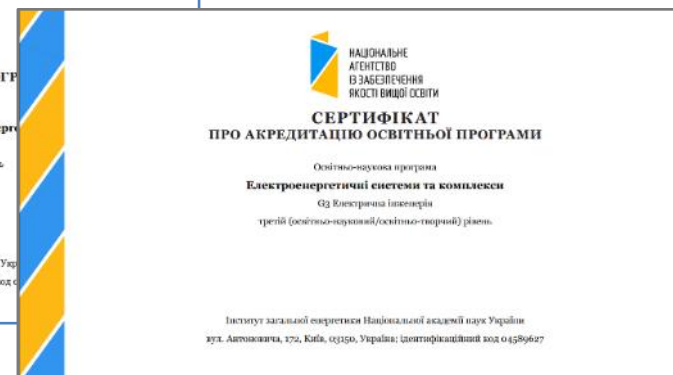 НАЦІОНАЛЬНЕ
АГЕНТСТВО
ІЗ ЗАБЕЗПЕЧЕННЯ
ЯКОСТІ ВИЩОЇ ОСВІТИ
СЕРТИФІКАТ
ПРО АКРЕДИТАЦІЮ ОСВІТНЬОЇ ПРОГРАМИ
Освітньо-наукова програма
Електроенергетичні системи та комплекси
G3 Електрична інженерія
третій (освітньо-науковий/освітньо-творчий) рівень
Інститут загальної енергетики Національної академії наук України
вул. Антоновича, 172, Київ, 03150, Україна; ідентифікаційний код 04589627